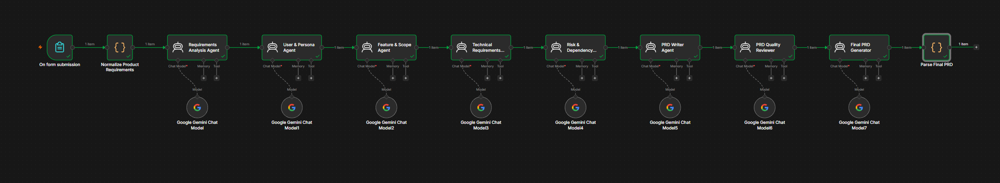 1 item
1 item
1 item
1 item
1 item
1 item
1 item
1 item
1 item
1 item
On form submission
Normalize Product
Requirements
Requirements
Analysis Agent
Chat Model*
Memory
Tool
Model
Google Gemini Chat
Model
User & Persona
Agent
Chat Model*
Memory
Tool
Model
Google Gemini Chat
Model1
Feature & Scope
Agent
Chat Model*
Memory
Tool
Model
Google Gemini Chat
Model2
Technical
Requirements...
Chat Model*
Memory
Tool
Model
Google Gemini Chat
Model3
Risk &
Dependency...
Chat Model*
Memory
Tool
Model
Google Gemini Chat
Model4
PRD Writer
Agent
Chat Model*
Memory
Tool
Model
Google Gemini Chat
Model5
PRD Quality
Reviewer
Chat Model*
Memory
Tool
Model
Google Gemini Chat
Model6
Final PRD
Generator
Chat Model*
Memory
Tool
Model
Google Gemini Chat
Model7
Parse Final PRD